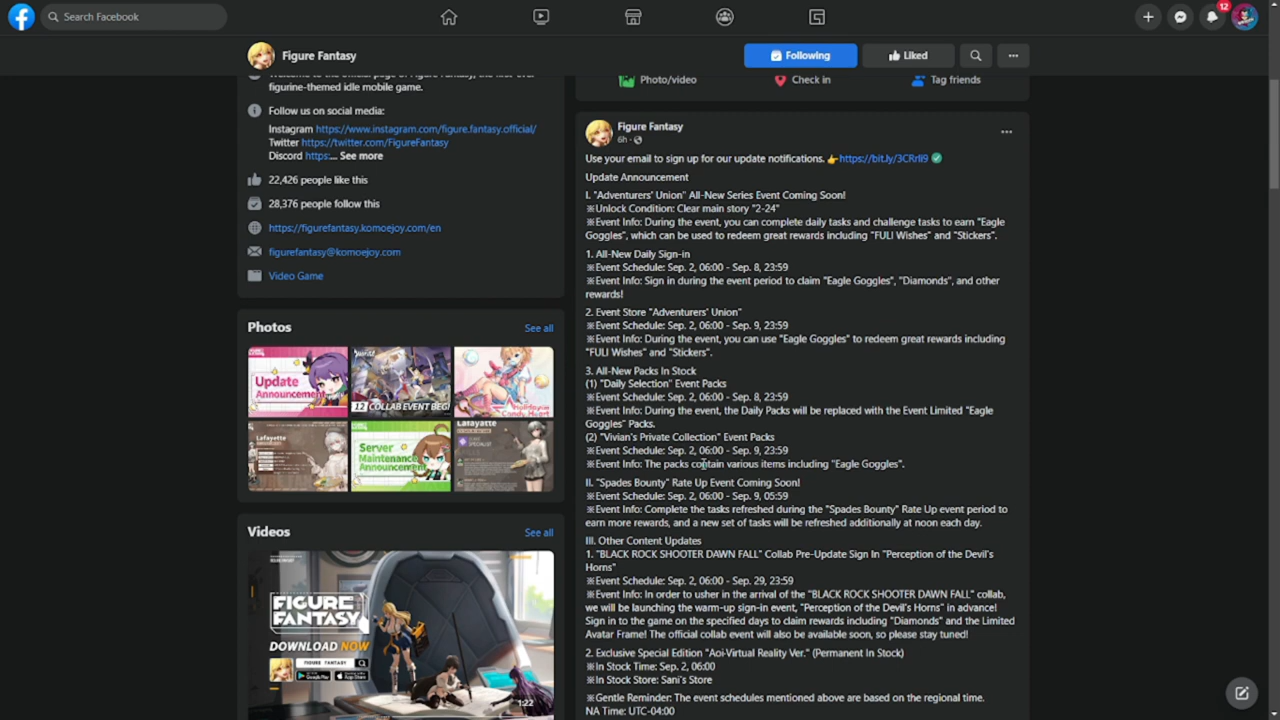 Search Facebook
12
Figure Fantasy
Following
Liked
figurine-themed idle mobile game.
Follow us on social media:
Instagram https://www.instagram.com/figure.fantasy.official/
Twitter https://twitter.com/FigureFantasy
Discord https:... See more
22,426 people like this
28,376 people follow this
https://figurefantasy.komoejoy.com/en
figurefantasy@komoejoy.com
Video Game
Photos
See all
Update
Announcement
12 COLLAB EVENT BEGI
Candy Heart
Lafayette
Server
Maintenance
Announcement
Lafayette
Videos
See all
FIGURE
FANTASY
DOWNLOAD NOW
FIGURE FANTASY
Google Play
App Store
1:22
Photo/video
Check in
Tag friends
Figure Fantasy
6h ·
Use your email to sign up for our update notifications. 👉https://bit.ly/3CRrli9 ✅
Update Announcement
I. "Adventurers' Union" All-New Series Event Coming Soon!
※Unlock Condition: Clear main story "2-24"
※Event Info: During the event, you can complete daily tasks and challenge tasks to earn "Eagle
Goggles", which can be used to redeem great rewards including "FULI Wishes" and "Stickers".
1. All-New Daily Sign-in
※Event Schedule: Sep. 2, 06:00 - Sep. 8, 23:59
※Event Info: Sign in during the event period to claim "Eagle Goggles", "Diamonds", and other
rewards!
2. Event Store "Adventurers' Union"
※Event Schedule: Sep. 2, 06:00 - Sep. 9, 23:59
※Event Info: During the event, you can use "Eagle Goggles" to redeem great rewards including
"FULI Wishes" and "Stickers".
3. All-New Packs In Stock
(1) "Daily Selection" Event Packs
※Event Schedule: Sep. 2, 06:00 - Sep. 8, 23:59
※Event Info: During the event, the Daily Packs will be replaced with the Event Limited "Eagle
Goggles" Packs.
(2) "Vivian's Private Collection" Event Packs
※Event Schedule: Sep. 2, 06:00 - Sep. 9, 23:59
※Event Info: The packs contain various items including "Eagle Goggles".
II. "Spades Bounty" Rate Up Event Coming Soon!
※Event Schedule: Sep. 2, 06:00 - Sep. 9, 05:59
※Event Info: Complete the tasks refreshed during the "Spades Bounty" Rate Up event period to
earn more rewards, and a new set of tasks will be refreshed additionally at noon each day.
III. Other Content Updates
1. "BLACK ROCK SHOOTER DAWN FALL" Collab Pre-Update Sign In "Perception of the Devil's
Horns"
※Event Schedule: Sep. 2, 06:00 - Sep. 29, 23:59
※Event Info: In order to usher in the arrival of the "BLACK ROCK SHOOTER DAWN FALL" collab,
we will be launching the warm-up sign-in event, "Perception of the Devil's Horns" in advance!
Sign in to the game on the specified days to claim rewards including "Diamonds" and the Limited
Avatar Frame! The official collab event will also be available soon, so please stay tuned!
2. Exclusive Special Edition "Aoi-Virtual Reality Ver." (Permanent In Stock)
※In Stock Time: Sep. 2, 06:00
※In Stock Store: Sani's Store
※Gentle Reminder: The event schedules mentioned above are based on the regional time.
NA Time: UTC-04:00